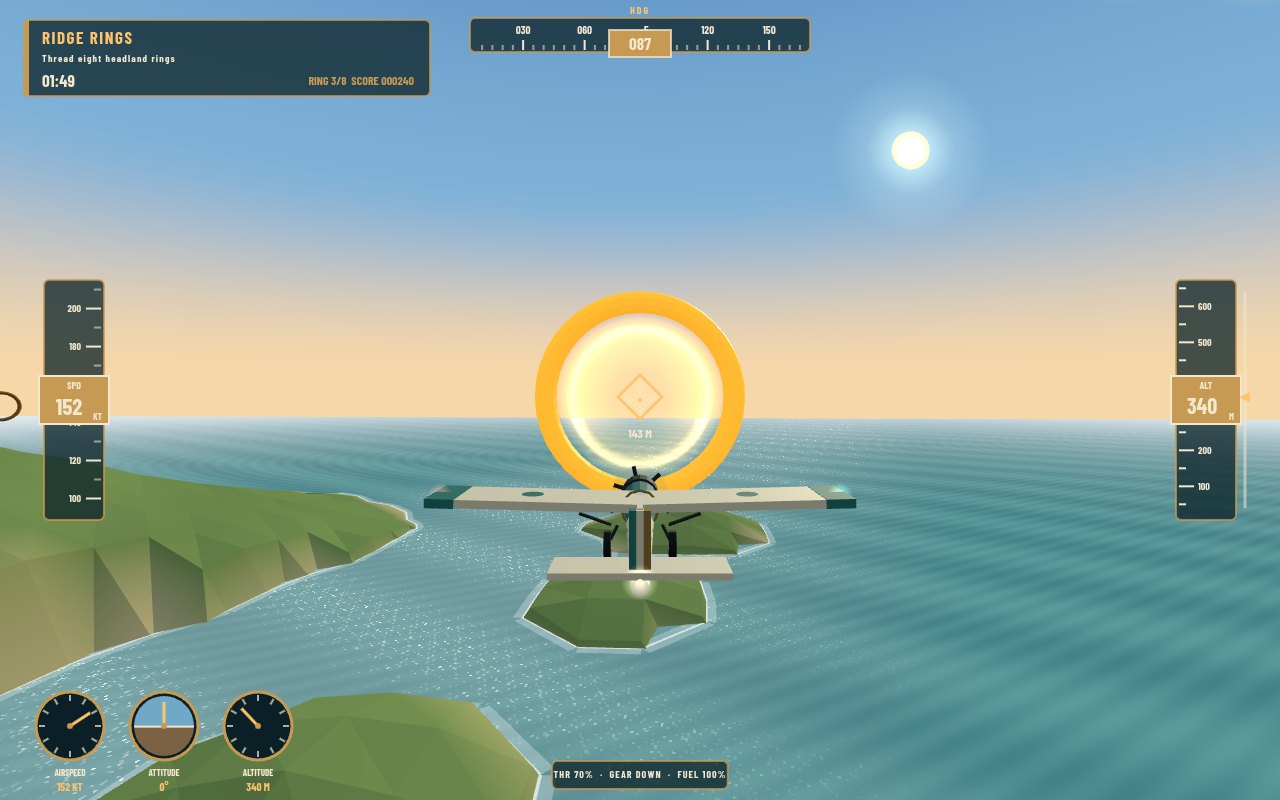 HDG
RIDGE RINGS
Thread eight headland rings
01:49
RING 3/8 SCORE 000240
030
060
120
150
087
200
180
SPD
152
KT
120
100
600
500
ALT
340
M
200
100
143 M
AIRSPEED
152 KT
ATTITUDE
0°
ALTITUDE
340 M
THR 70% · GEAR DOWN · FUEL 100%